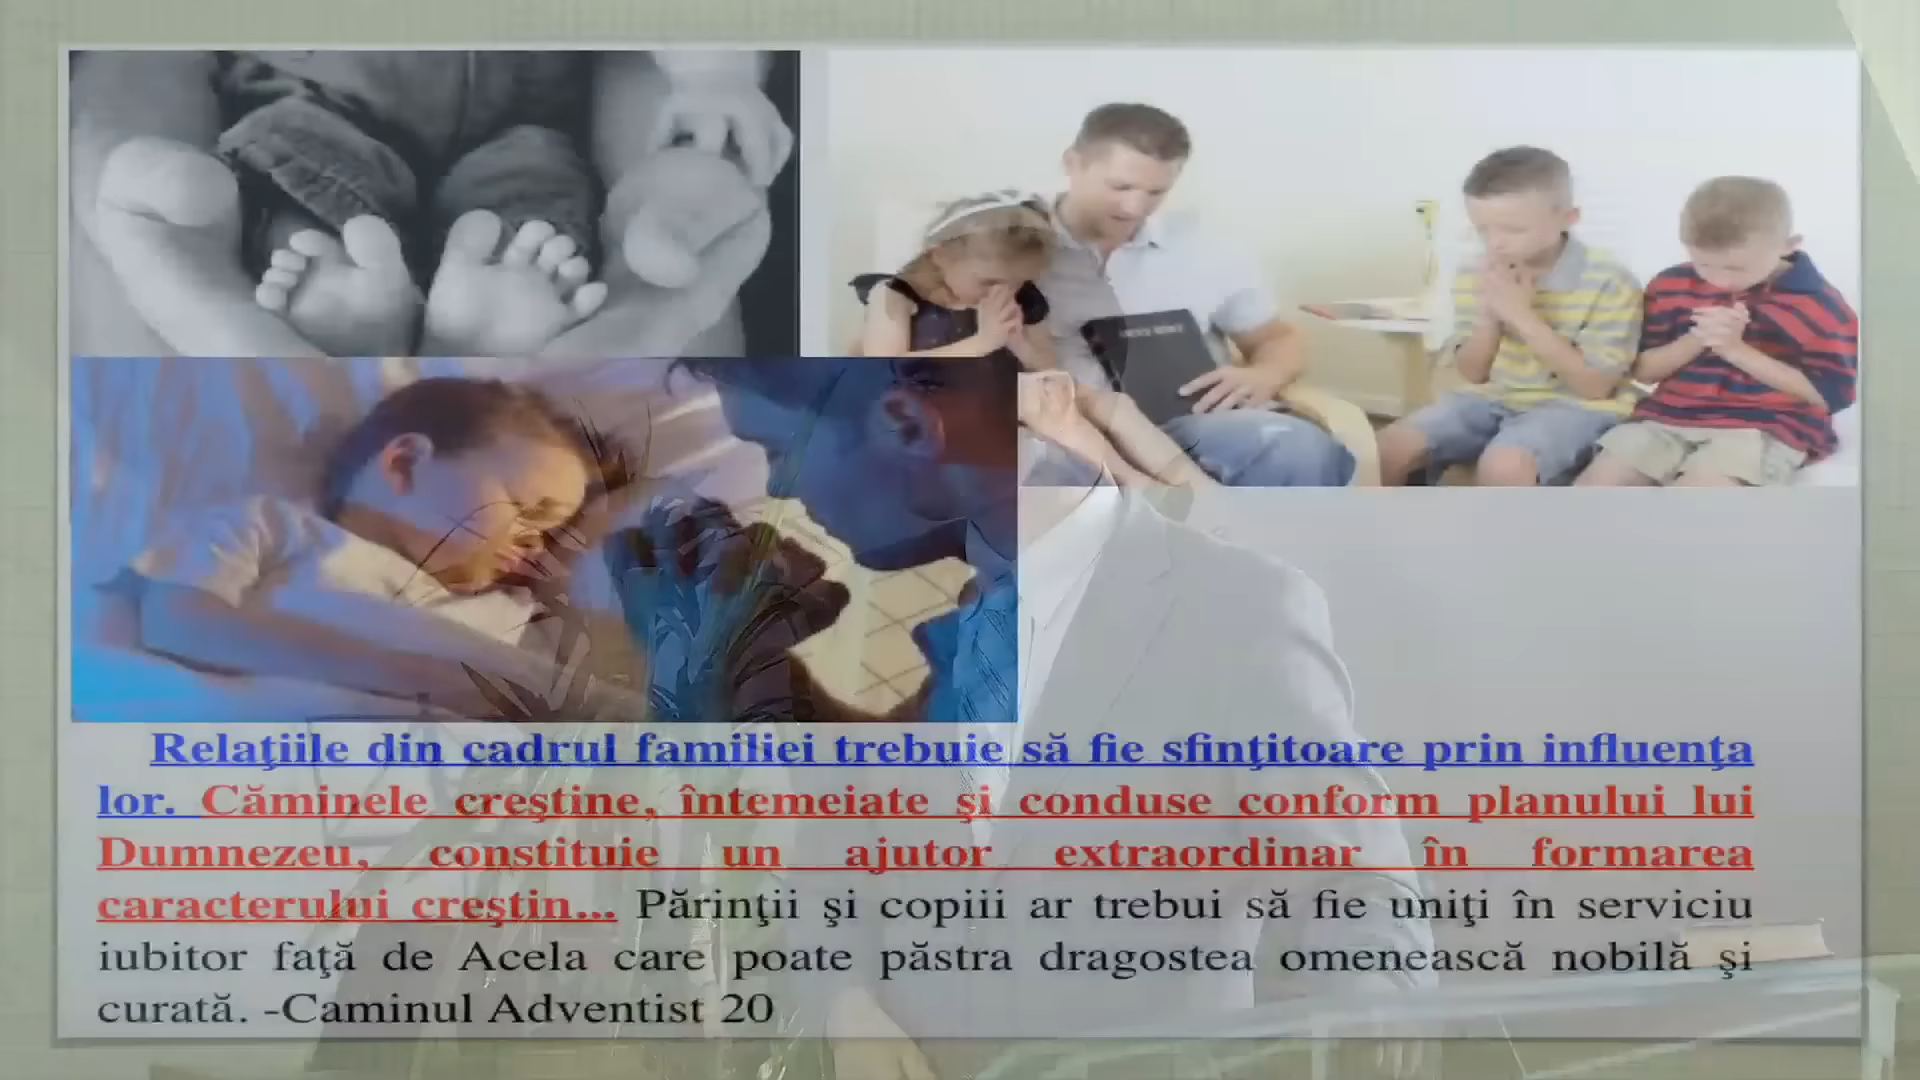 HOLY BIBLE
Relaţiile din cadrul familiei trebuie să fie sfinţitoare prin influenţa
lor. Căminele creştine, întemeiate şi conduse conform planului lui
Dumnezeu, constituie un ajutor extraordinar în formarea
caracterului creştin... Părinţii şi copiii ar trebui să fie uniţi în serviciu
iubitor faţă de Acela care poate păstra dragostea omenească nobilă şi
curată. -Caminul Adventist 20